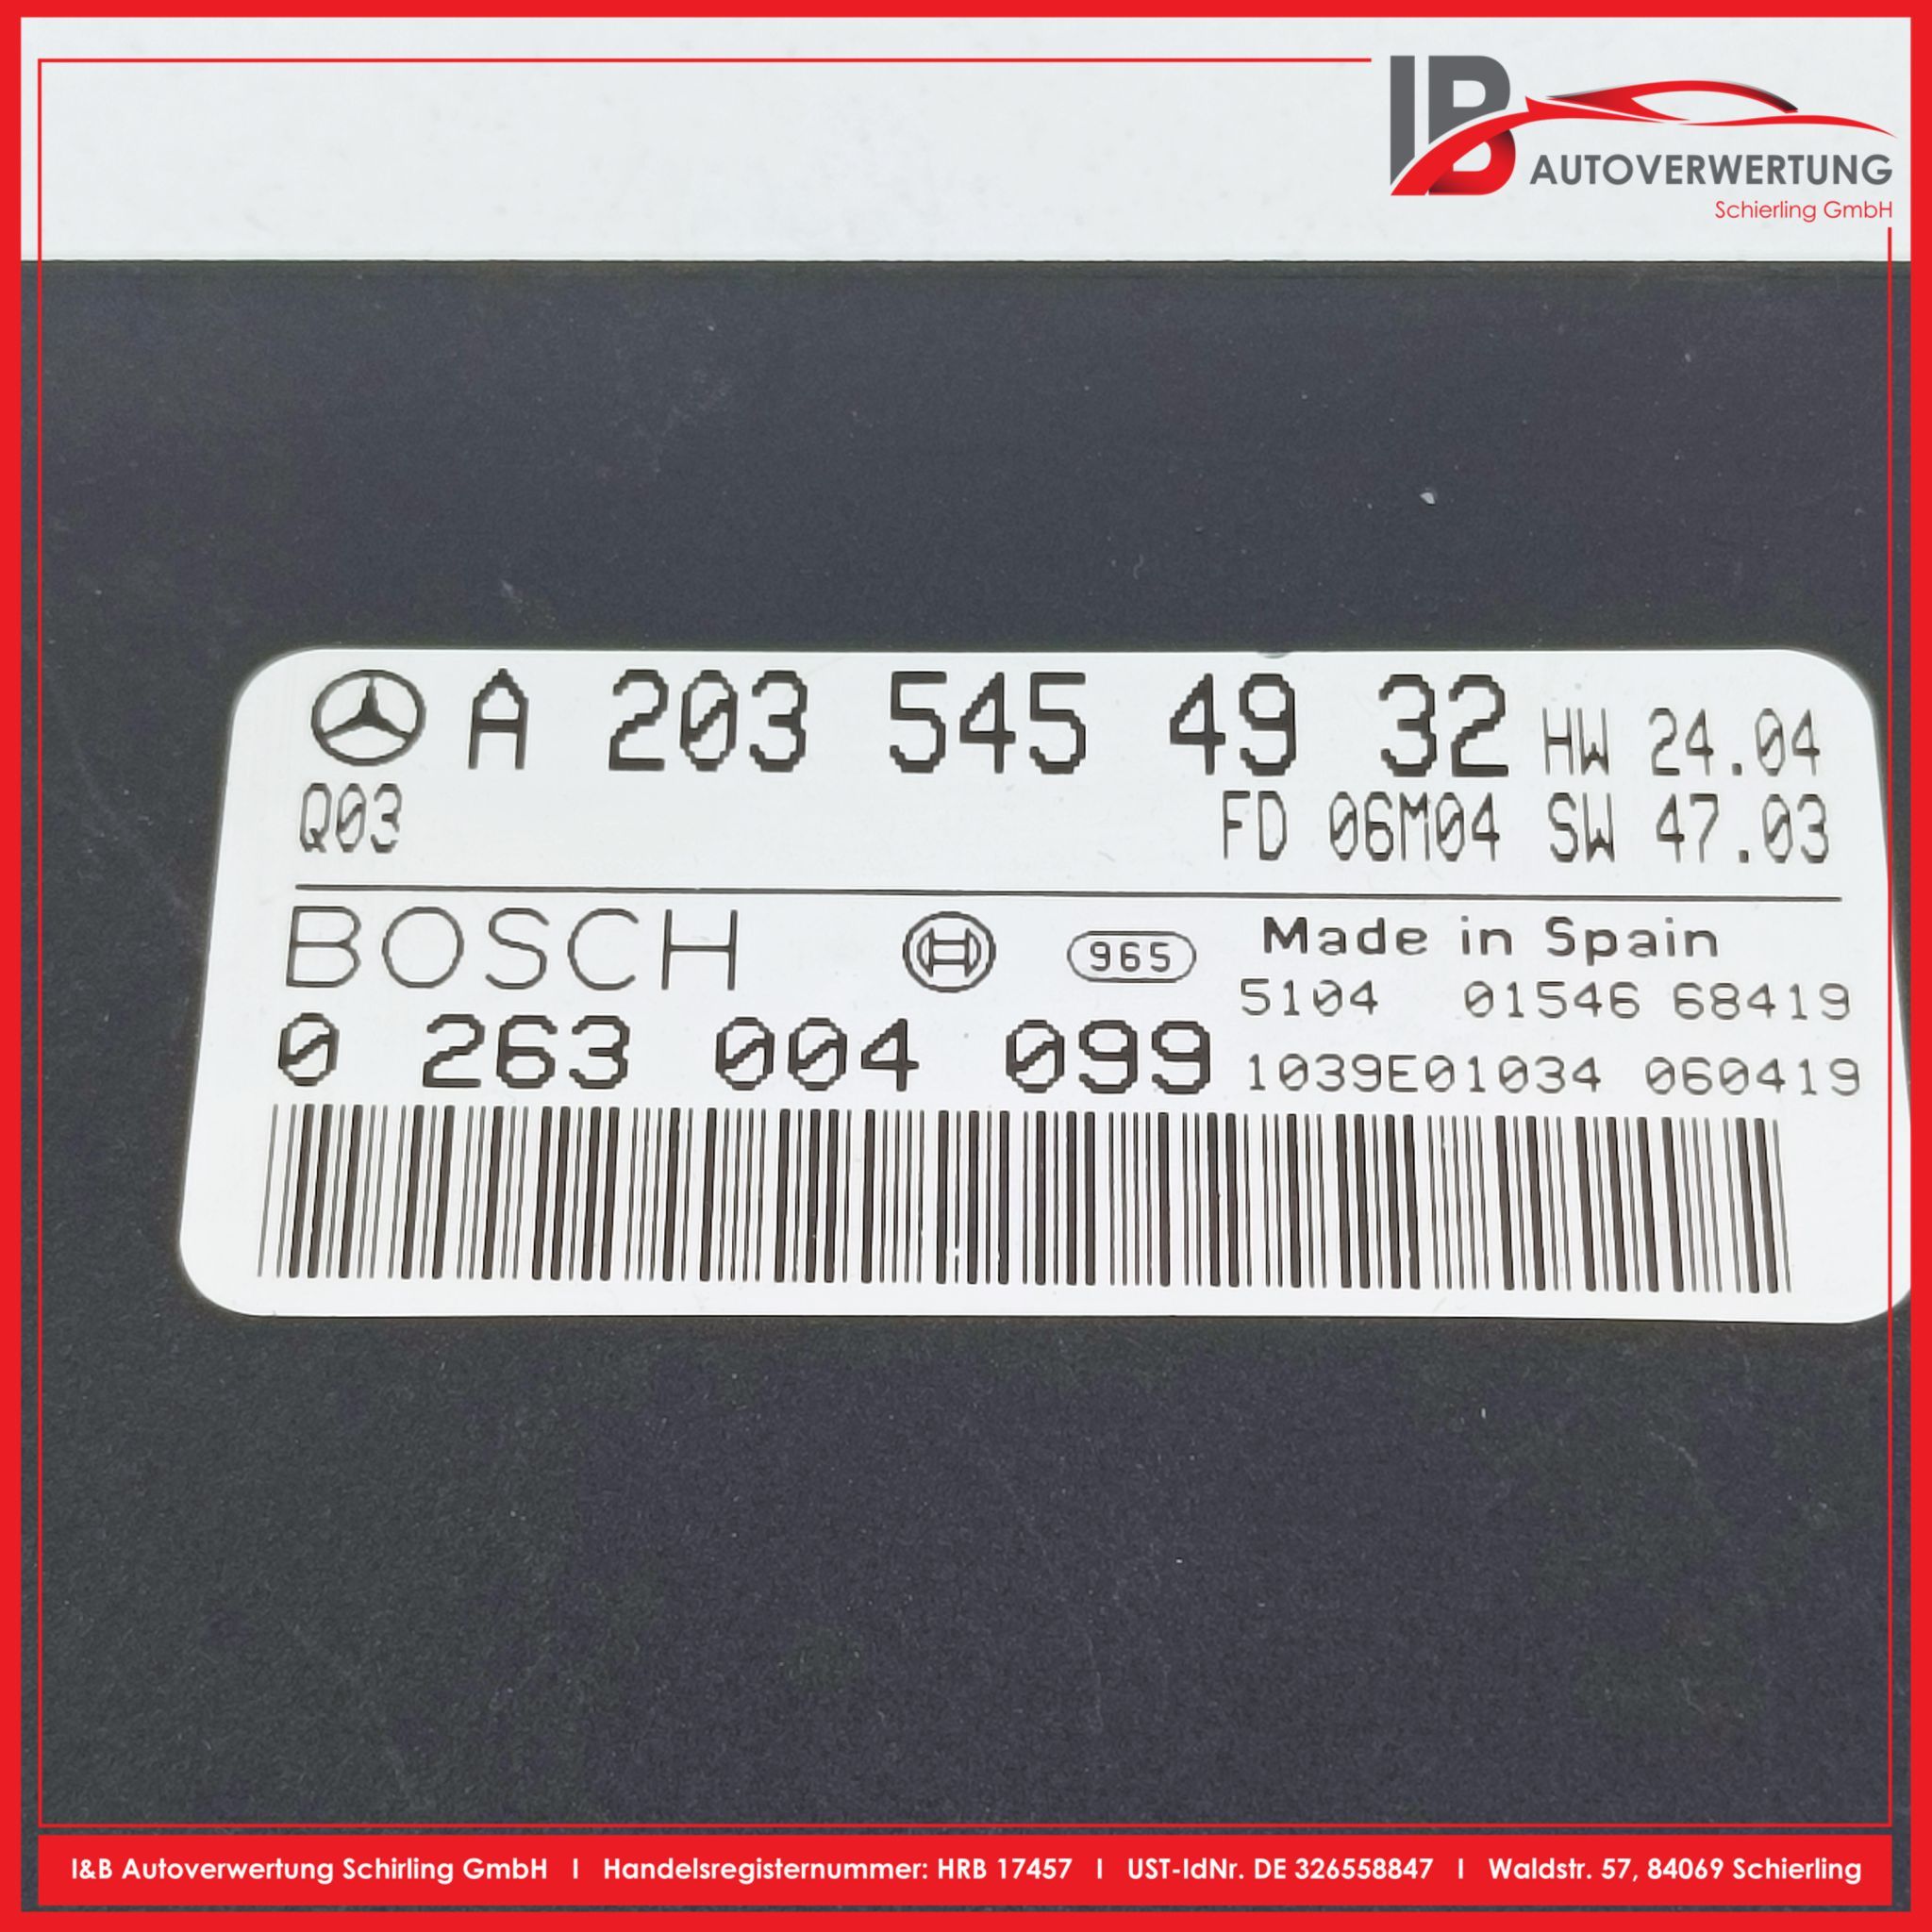 IB
AUTOVERWERTUNG
Schierling GmbH
A 203 545 49 32 HW 24.04
Q03 FD 06M04 SW 47.03
BOSCH 965 Made in Spain
5104 01546 68419
0 263 004 099 1039E01034 060419
I&B Autoverwertung Schirling GmbH I Handelsregisternummer: HRB 17457 I UST-IdNr. DE 326558847 I Waldstr. 57, 84069 Schierling